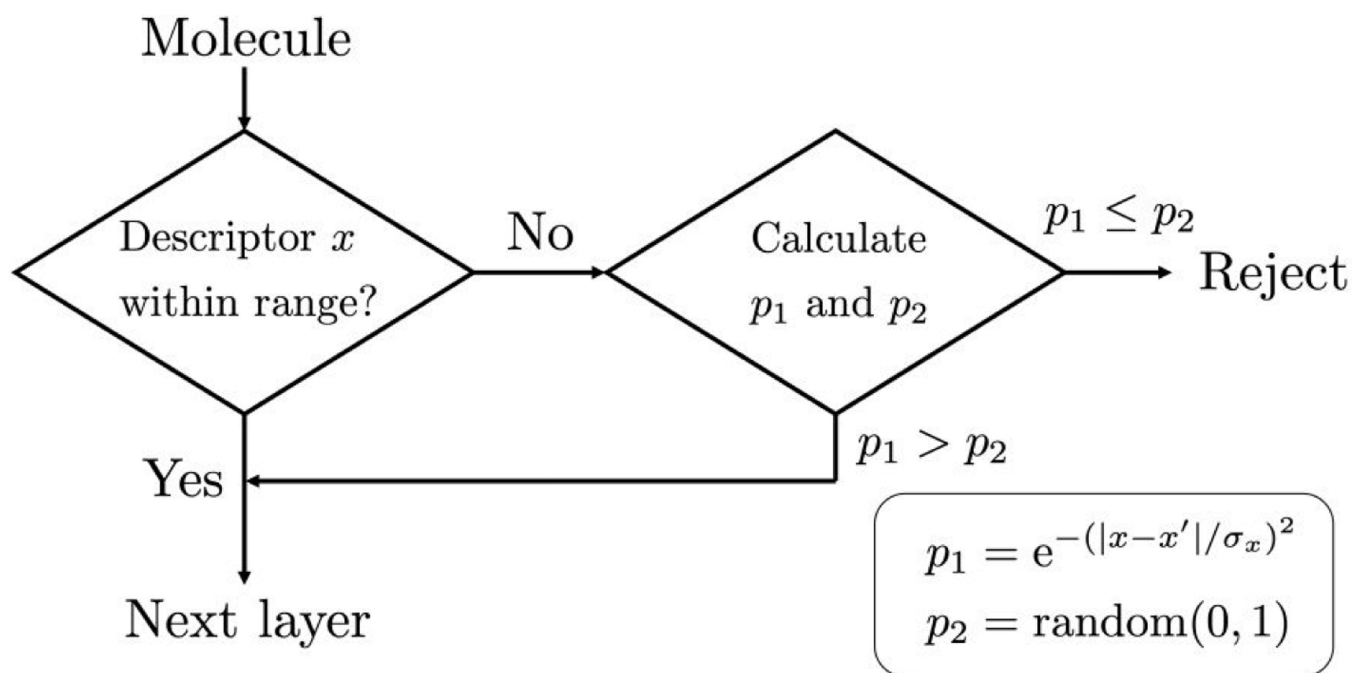 Molecule
Descriptor x
within range?
No
Calculate
p₁ and p₂
p₁ ≤ p₂
Reject
p₁ > p₂
Yes
Next layer
p₁ = e^{-(|x-x'|/σₓ)²}
p₂ = random(0, 1)